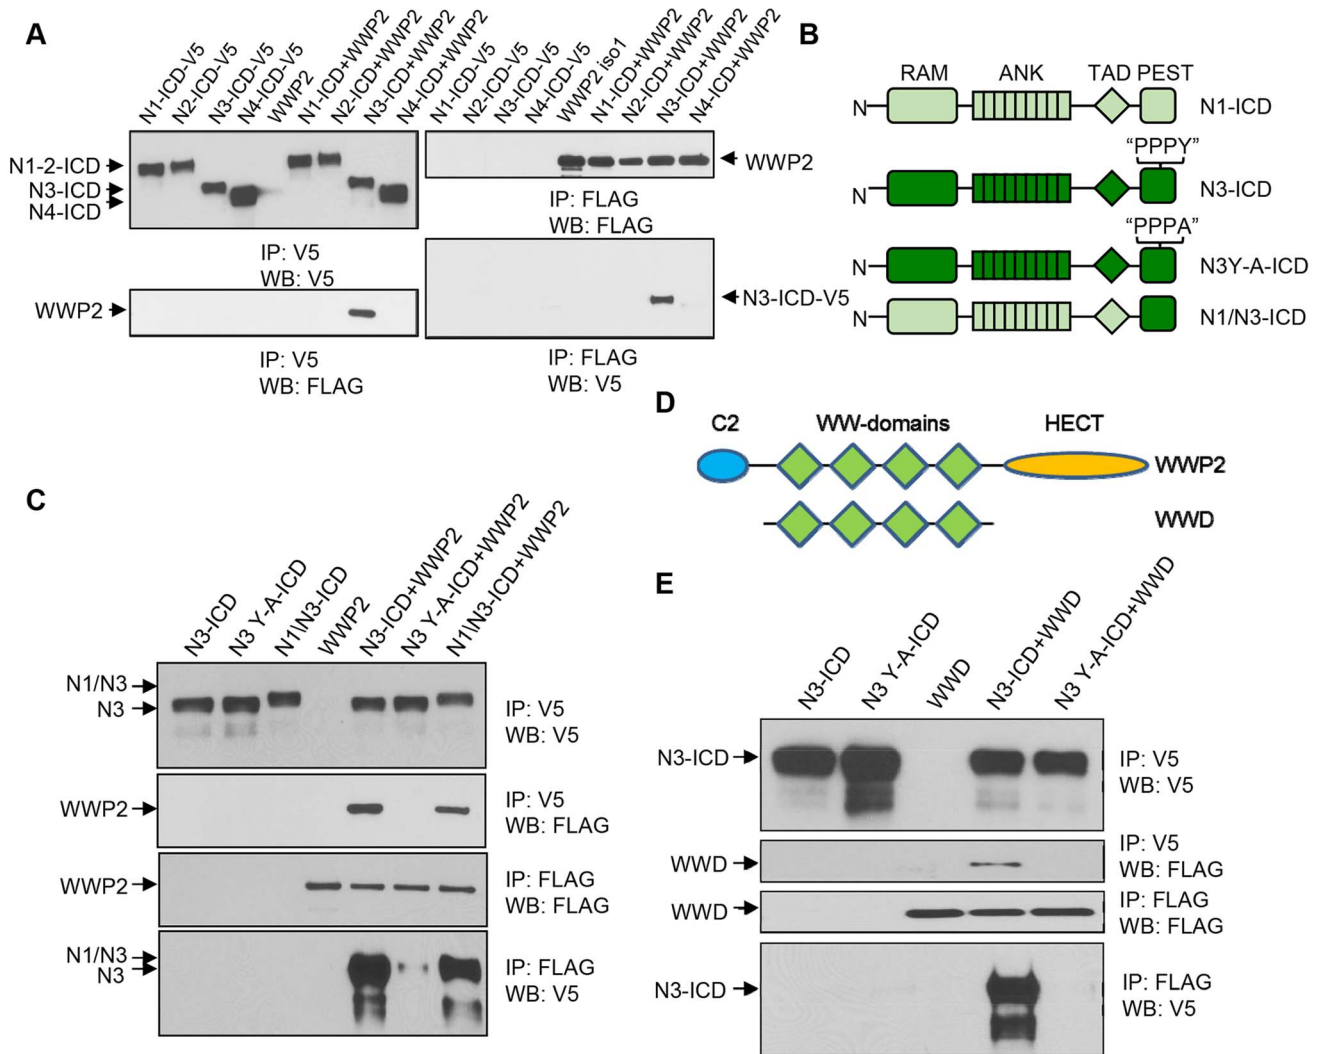 A
N1-ICD-V5
N2-ICD-V5
N3-ICD-V5
N4-ICD-V5
WWP2
N1-ICD+WWP2
N2-ICD+WWP2
N3-ICD+WWP2
N4-ICD+WWP2
N1-ICD-V5
N2-ICD-V5
N3-ICD-V5
N4-ICD-V5
WWP2 iso1
N1-ICD+WWP2
N2-ICD+WWP2
N3-ICD+WWP2
N4-ICD+WWP2
N1-2-ICD
N3-ICD
N4-ICD
IP: V5
WB: V5
WWP2
IP: V5
WB: FLAG
WWP2
IP: FLAG
WB: FLAG
N3-ICD-V5
IP: FLAG
WB: V5
B
RAM ANK TAD PEST
N N1-ICD
"PPPY"
N N3-ICD
"PPPA"
N N3Y-A-ICD
N N1/N3-ICD
C
N3-ICD
N3 Y-A-ICD
N1\N3-ICD
WWP2
N3-ICD+WWP2
N3 Y-A-ICD+WWP2
N1\N3-ICD+WWP2
N1/N3
N3
IP: V5
WB: V5
WWP2
IP: V5
WB: FLAG
WWP2
IP: FLAG
WB: FLAG
N1/N3
N3
IP: FLAG
WB: V5
D
C2 WW-domains HECT
WWP2
WWD
E
N3-ICD
N3 Y-A-ICD
WWD
N3-ICD+WWD
N3 Y-A-ICD+WWD
N3-ICD
IP: V5
WB: V5
WWD
IP: V5
WB: FLAG
WWD
IP: FLAG
WB: FLAG
N3-ICD
IP: FLAG
WB: V5